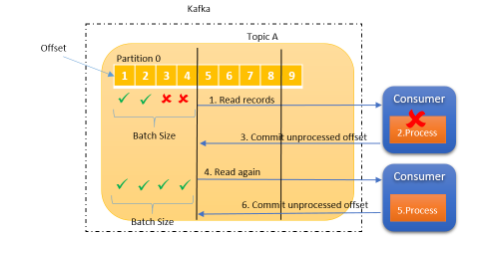 Kafka
Topic A
Offset
Partition 0
1 2 3 4 5 6 7 8 9
1. Read records
Consumer
2.Process
Batch Size
3. Commit unprocessed offset
4. Read again
Consumer
5.Process
6. Commit unprocessed offset
Batch Size